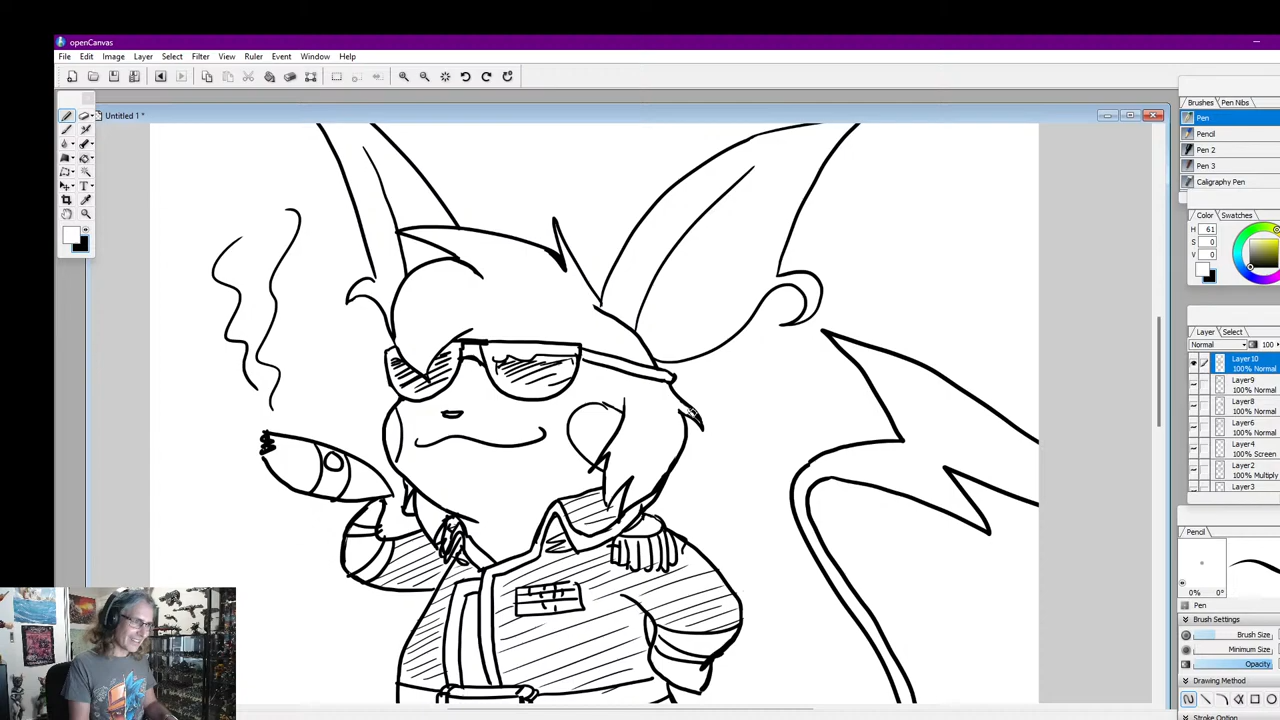 openCanvas
File Edit Image Layer Select Filter View Ruler Event Window Help
Untitled 1 *
Brushes Pen Nibs
Pen
Pencil
Pen 2
Pen 3
Caligraphy Pen
Color Swatches
H 61
S 0
V 0
Layer Select
Normal 100
Layer10
100% Normal
Layer9
100% Normal
Layer8
100% Normal
Layer6
100% Normal
Layer4
100% Screen
Layer2
100% Multiply
Layer3
Pencil
0% 0°
Pen
Brush Settings
Brush Size
Minimum Size
Opacity
Drawing Method
Stroke Option